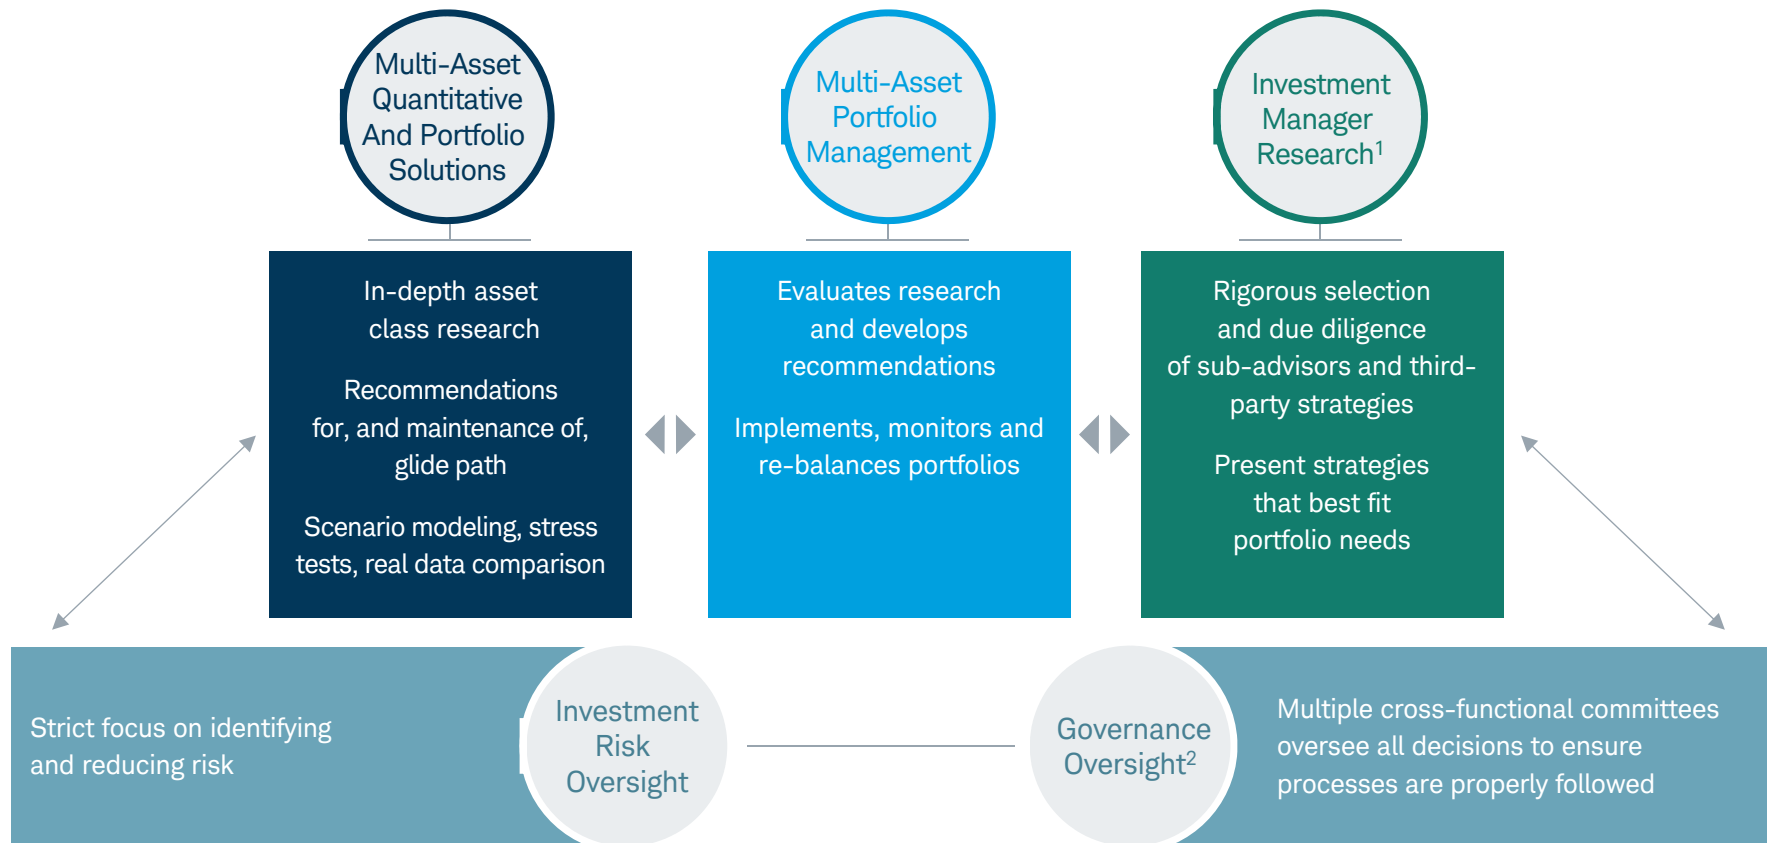 Multi-Asset
Quantitative
And Portfolio
Solutions
In-depth asset
class research
Recommendations
for, and maintenance of,
glide path
Scenario modeling, stress
tests, real data comparison
Multi-Asset
Portfolio
Management
Evaluates research
and develops
recommendations
Implements, monitors and
re-balances portfolios
Investment
Manager
Research¹
Rigorous selection
and due diligence
of sub-advisors and third-
party strategies
Present strategies
that best fit
portfolio needs
Strict focus on identifying
and reducing risk
Investment
Risk
Oversight
Governance
Oversight²
Multiple cross-functional committees
oversee all decisions to ensure
processes are properly followed